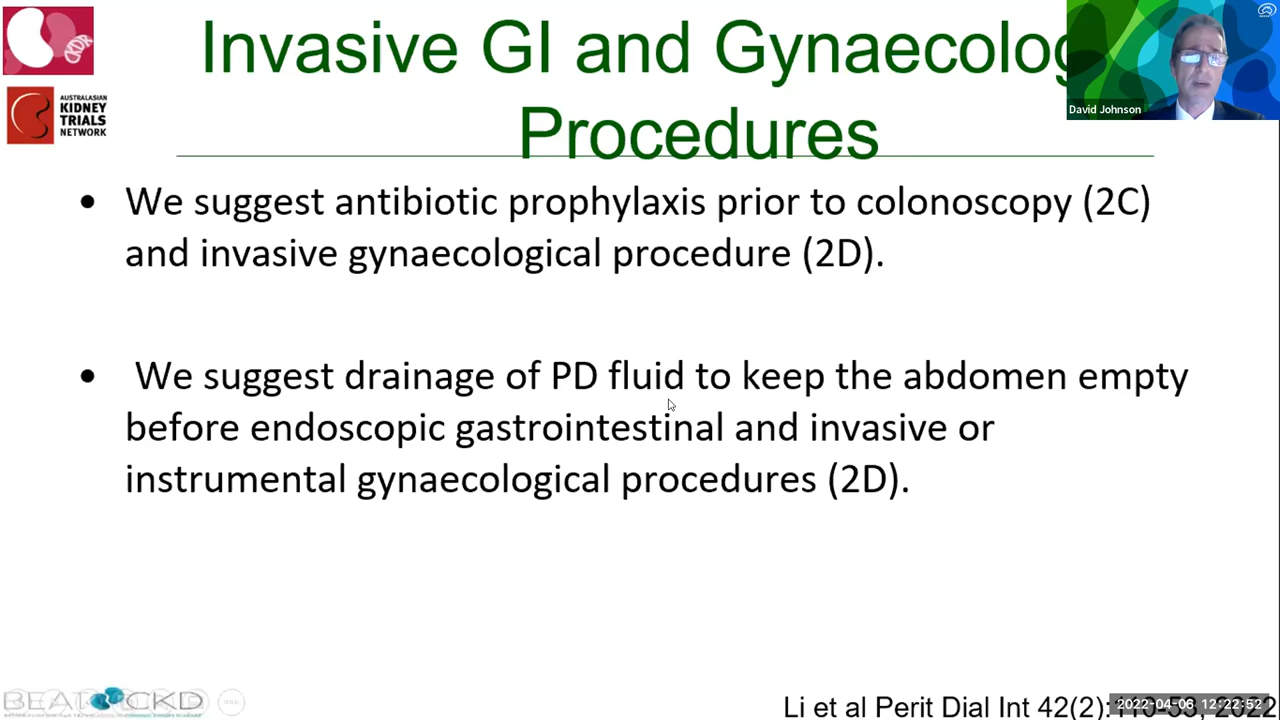 Invasive GI and Gynaecolog
Procedures
David Johnson
AUSTRALASIAN
KIDNEY
TRIALS
NETWORK
• We suggest antibiotic prophylaxis prior to colonoscopy (2C)
and invasive gynaecological procedure (2D).
• We suggest drainage of PD fluid to keep the abdomen empty
before endoscopic gastrointestinal and invasive or
instrumental gynaecological procedures (2D).
BEAT CKD
Li et al Perit Dial Int 42(2):
2022-04-06 12:22:52